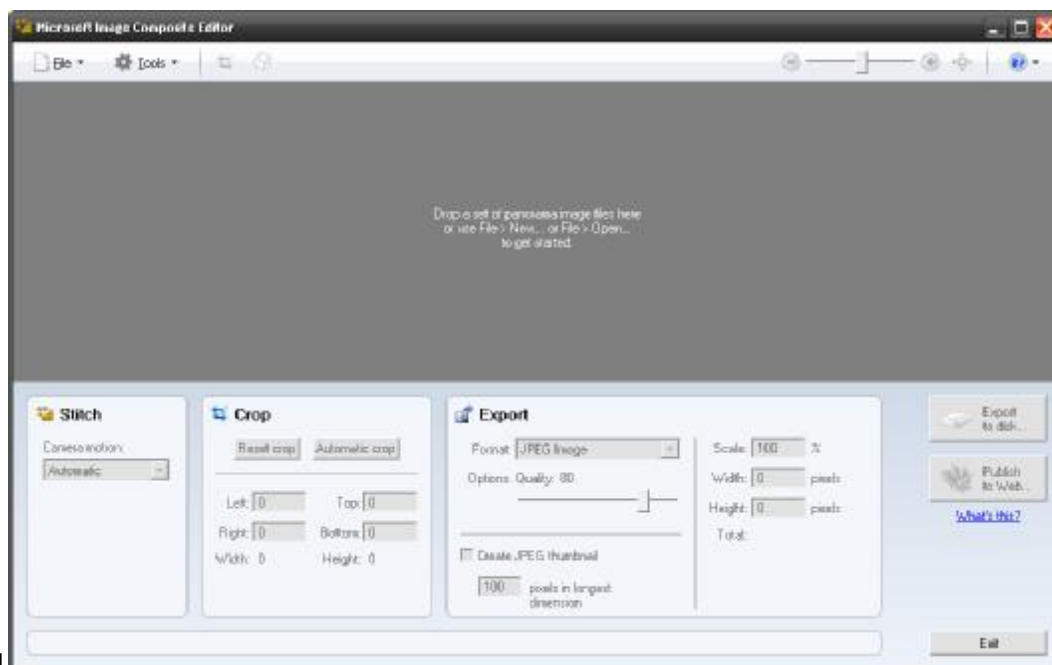 Microsoft Image Composite Editor
File Tools
Drop a set of panorama image files here
or use File > New... or File > Open...
to get started.
Stitch
Camera motion:
Automatic
Crop
Reset crop Automatic crop
Left: 0 Top: 0
Right: 0 Bottom: 0
Width: 0 Height: 0
Export
Format: JPEG Image
Options: Quality: 80
Create JPEG thumbnail
100 pixels in longest
dimension
Scale: 100 %
Width: 0 pixels
Height: 0 pixels
Total:
Export
to disk...
Publish
to Web...
What's this?
Exit